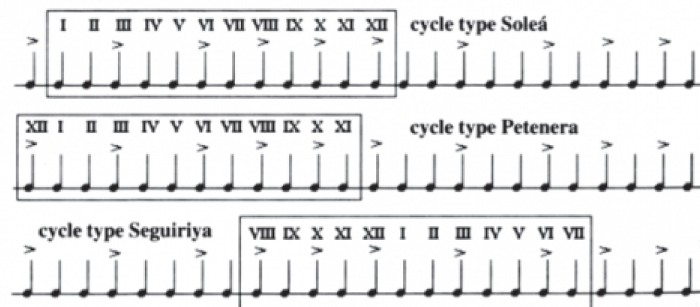 I II III IV V VI VII VIII IX X XI XII cycle type Soleá
XII I II III IV V VI VII VIII IX X XI cycle type Petenera
cycle type Seguiriya VIII IX X XI XII I II III IV V VI VII